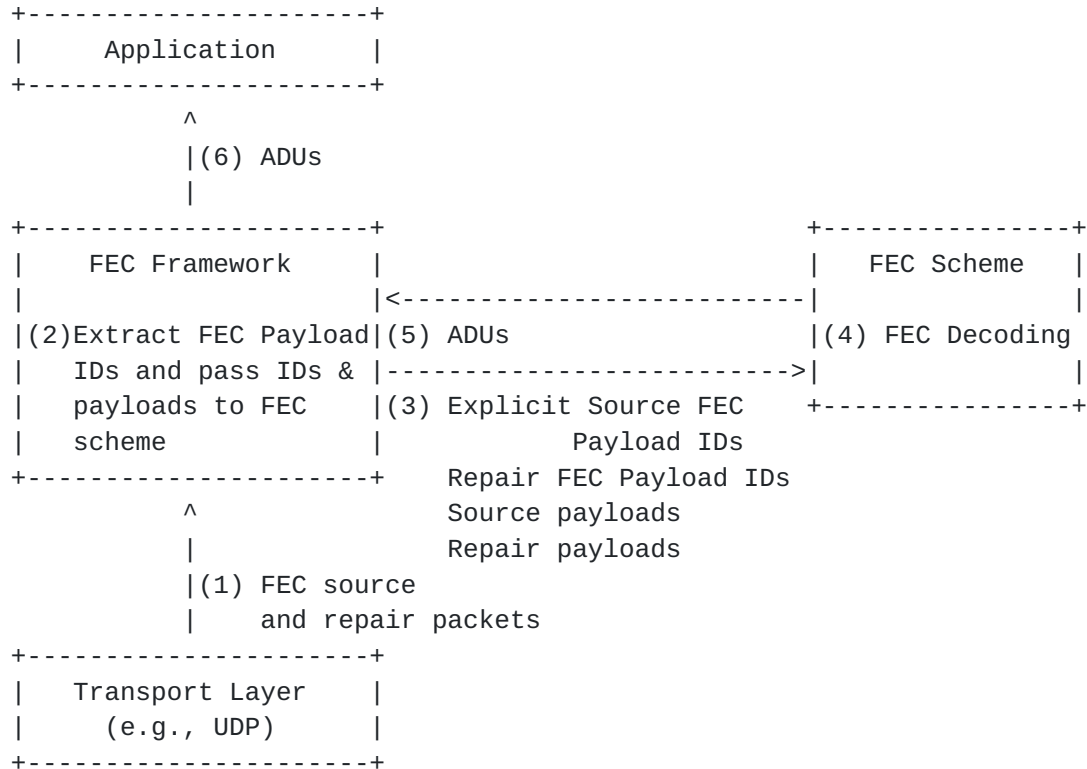 +----------------------+
|     Application      |
+----------------------+
           ^
           |(6) ADUs
           |
+----------------------+                           +----------------+
|    FEC Framework     |                           |   FEC Scheme   |
|                      |<--------------------------|                |
|(2)Extract FEC Payload|(5) ADUs                   |(4) FEC Decoding|
|   IDs and pass IDs & |-------------------------->|                |
|   payloads to FEC    |(3) Explicit Source FEC    +----------------+
|   scheme             |            Payload IDs
+----------------------+    Repair FEC Payload IDs
           ^                Source payloads
           |                Repair payloads
           |(1) FEC source
           |    and repair packets
+----------------------+
|   Transport Layer    |
|     (e.g., UDP)      |
+----------------------+